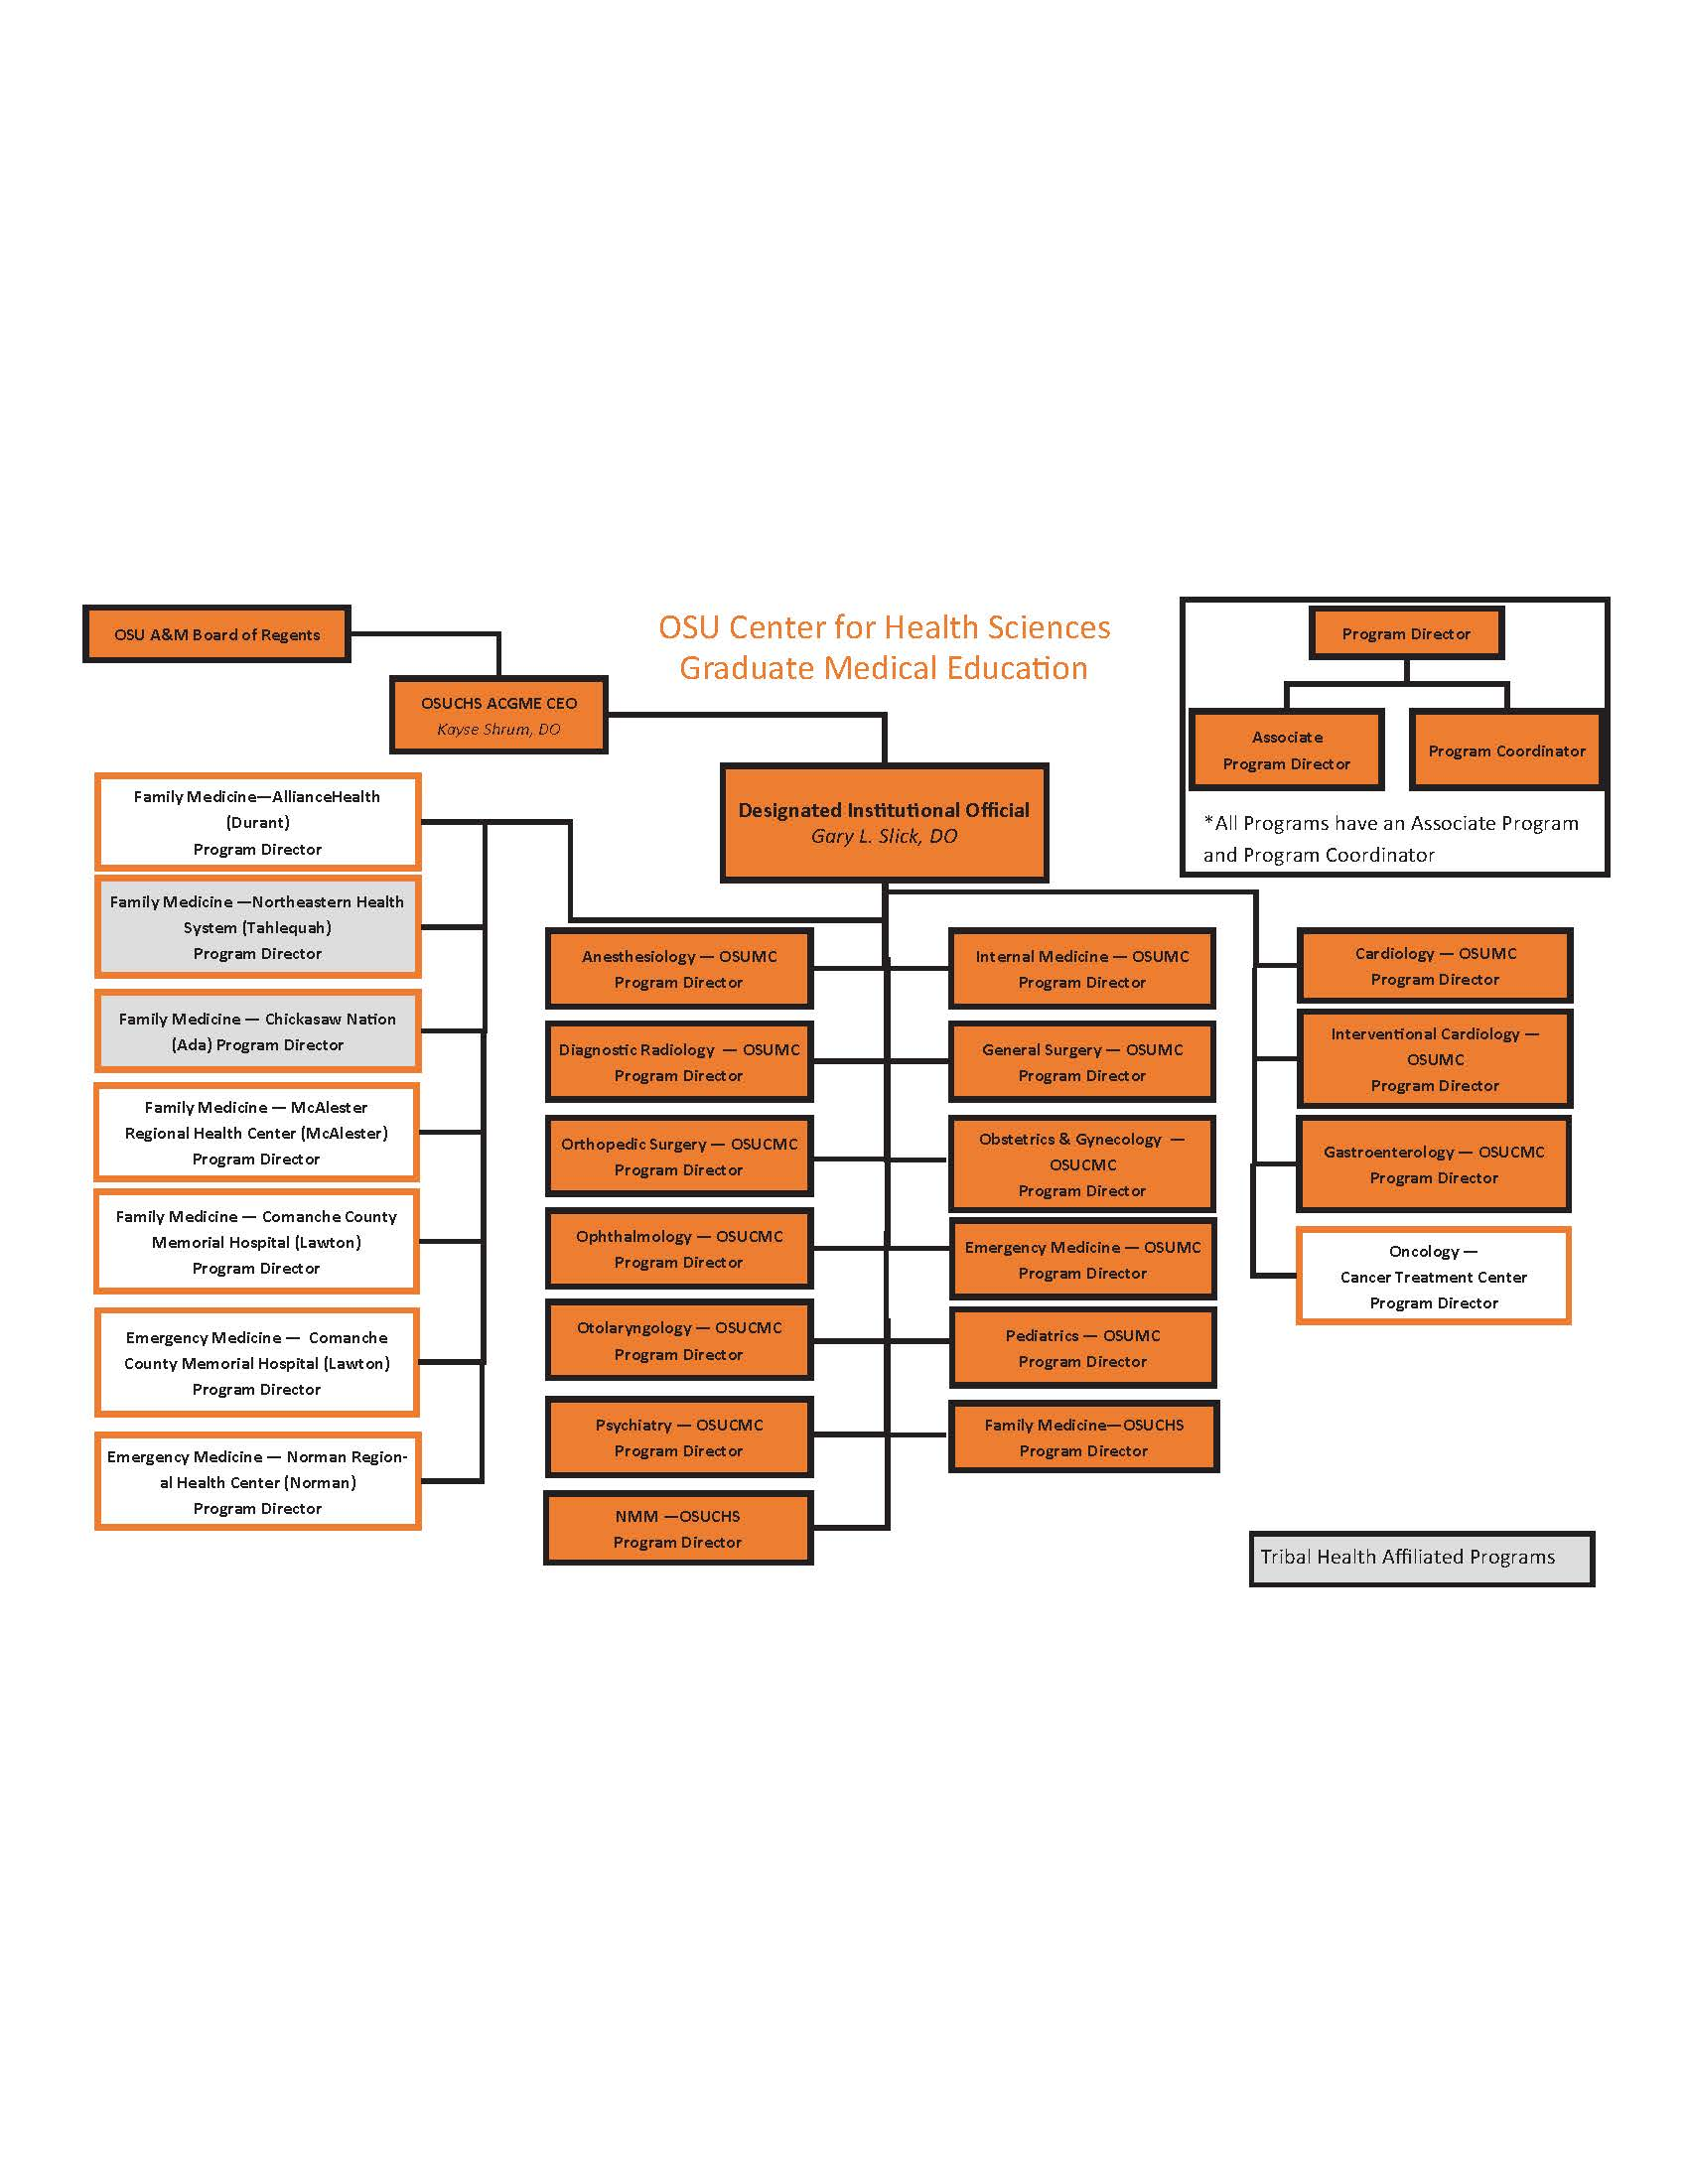 OSU A&M Board of Regents
OSU Center for Health Sciences
Graduate Medical Education
OSUCHS ACGME CEO
Kayse Shrum, DO
Designated Institutional Official
Gary L. Slick, DO
Program Director
Associate
Program Director
Program Coordinator
*All Programs have an Associate Program
and Program Coordinator
Family Medicine—AllianceHealth
(Durant)
Program Director
Family Medicine —Northeastern Health
System (Tahlequah)
Program Director
Family Medicine — Chickasaw Nation
(Ada) Program Director
Family Medicine — McAlester
Regional Health Center (McAlester)
Program Director
Family Medicine — Comanche County
Memorial Hospital (Lawton)
Program Director
Emergency Medicine — Comanche
County Memorial Hospital (Lawton)
Program Director
Emergency Medicine — Norman Region-
al Health Center (Norman)
Program Director
Anesthesiology — OSUMC
Program Director
Diagnostic Radiology — OSUMC
Program Director
Orthopedic Surgery — OSUCMC
Program Director
Ophthalmology — OSUCMC
Program Director
Otolaryngology — OSUCMC
Program Director
Psychiatry — OSUCMC
Program Director
NMM —OSUCHS
Program Director
Internal Medicine — OSUMC
Program Director
General Surgery — OSUMC
Program Director
Obstetrics & Gynecology —
OSUCMC
Program Director
Emergency Medicine — OSUMC
Program Director
Pediatrics — OSUMC
Program Director
Family Medicine—OSUCHS
Program Director
Cardiology — OSUMC
Program Director
Interventional Cardiology —
OSUMC
Program Director
Gastroenterology — OSUCMC
Program Director
Oncology —
Cancer Treatment Center
Program Director
Tribal Health Affiliated Programs